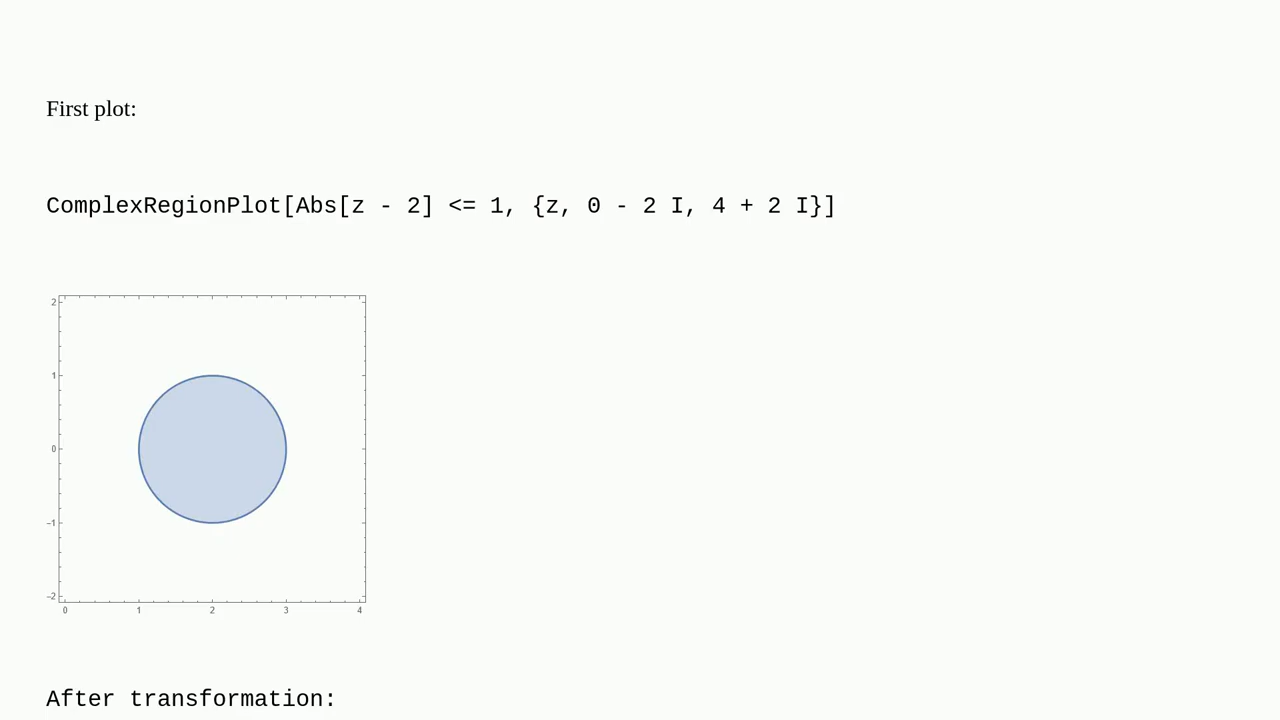 First plot:
ComplexRegionPlot[Abs[z - 2] <= 1, {z, 0 - 2 I, 4 + 2 I}]
2
1
0
−1
−2
0 1 2 3 4
After transformation: